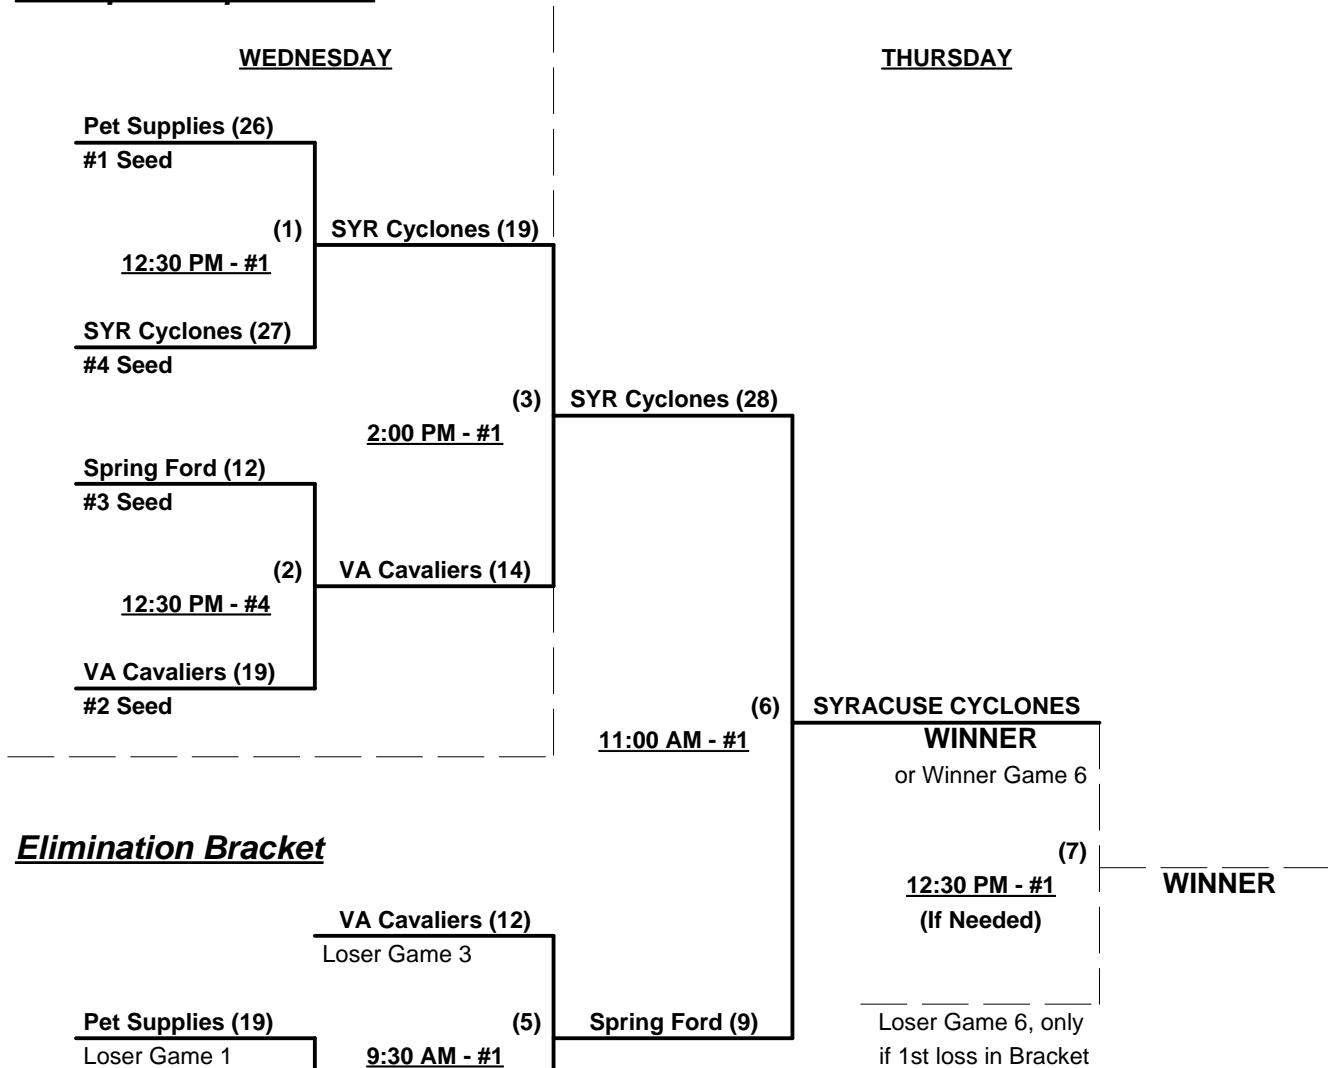 WEDNESDAY
THURSDAY
Pet Supplies (26)
#1 Seed
(1)
SYR Cyclones (19)
12:30 PM - #1
SYR Cyclones (27)
#4 Seed
(3)
SYR Cyclones (28)
2:00 PM - #1
Spring Ford (12)
#3 Seed
(2)
VA Cavaliers (14)
12:30 PM - #4
VA Cavaliers (19)
#2 Seed
(6)
SYRACUSE CYCLONES
11:00 AM - #1
WINNER
or Winner Game 6
Elimination Bracket
(7)
12:30 PM - #1
WINNER
(If Needed)
VA Cavaliers (12)
Loser Game 3
Pet Supplies (19)
(5)
Spring Ford (9)
Loser Game 6, only
Loser Game 1
9:30 AM - #1
if 1st loss in Bracket